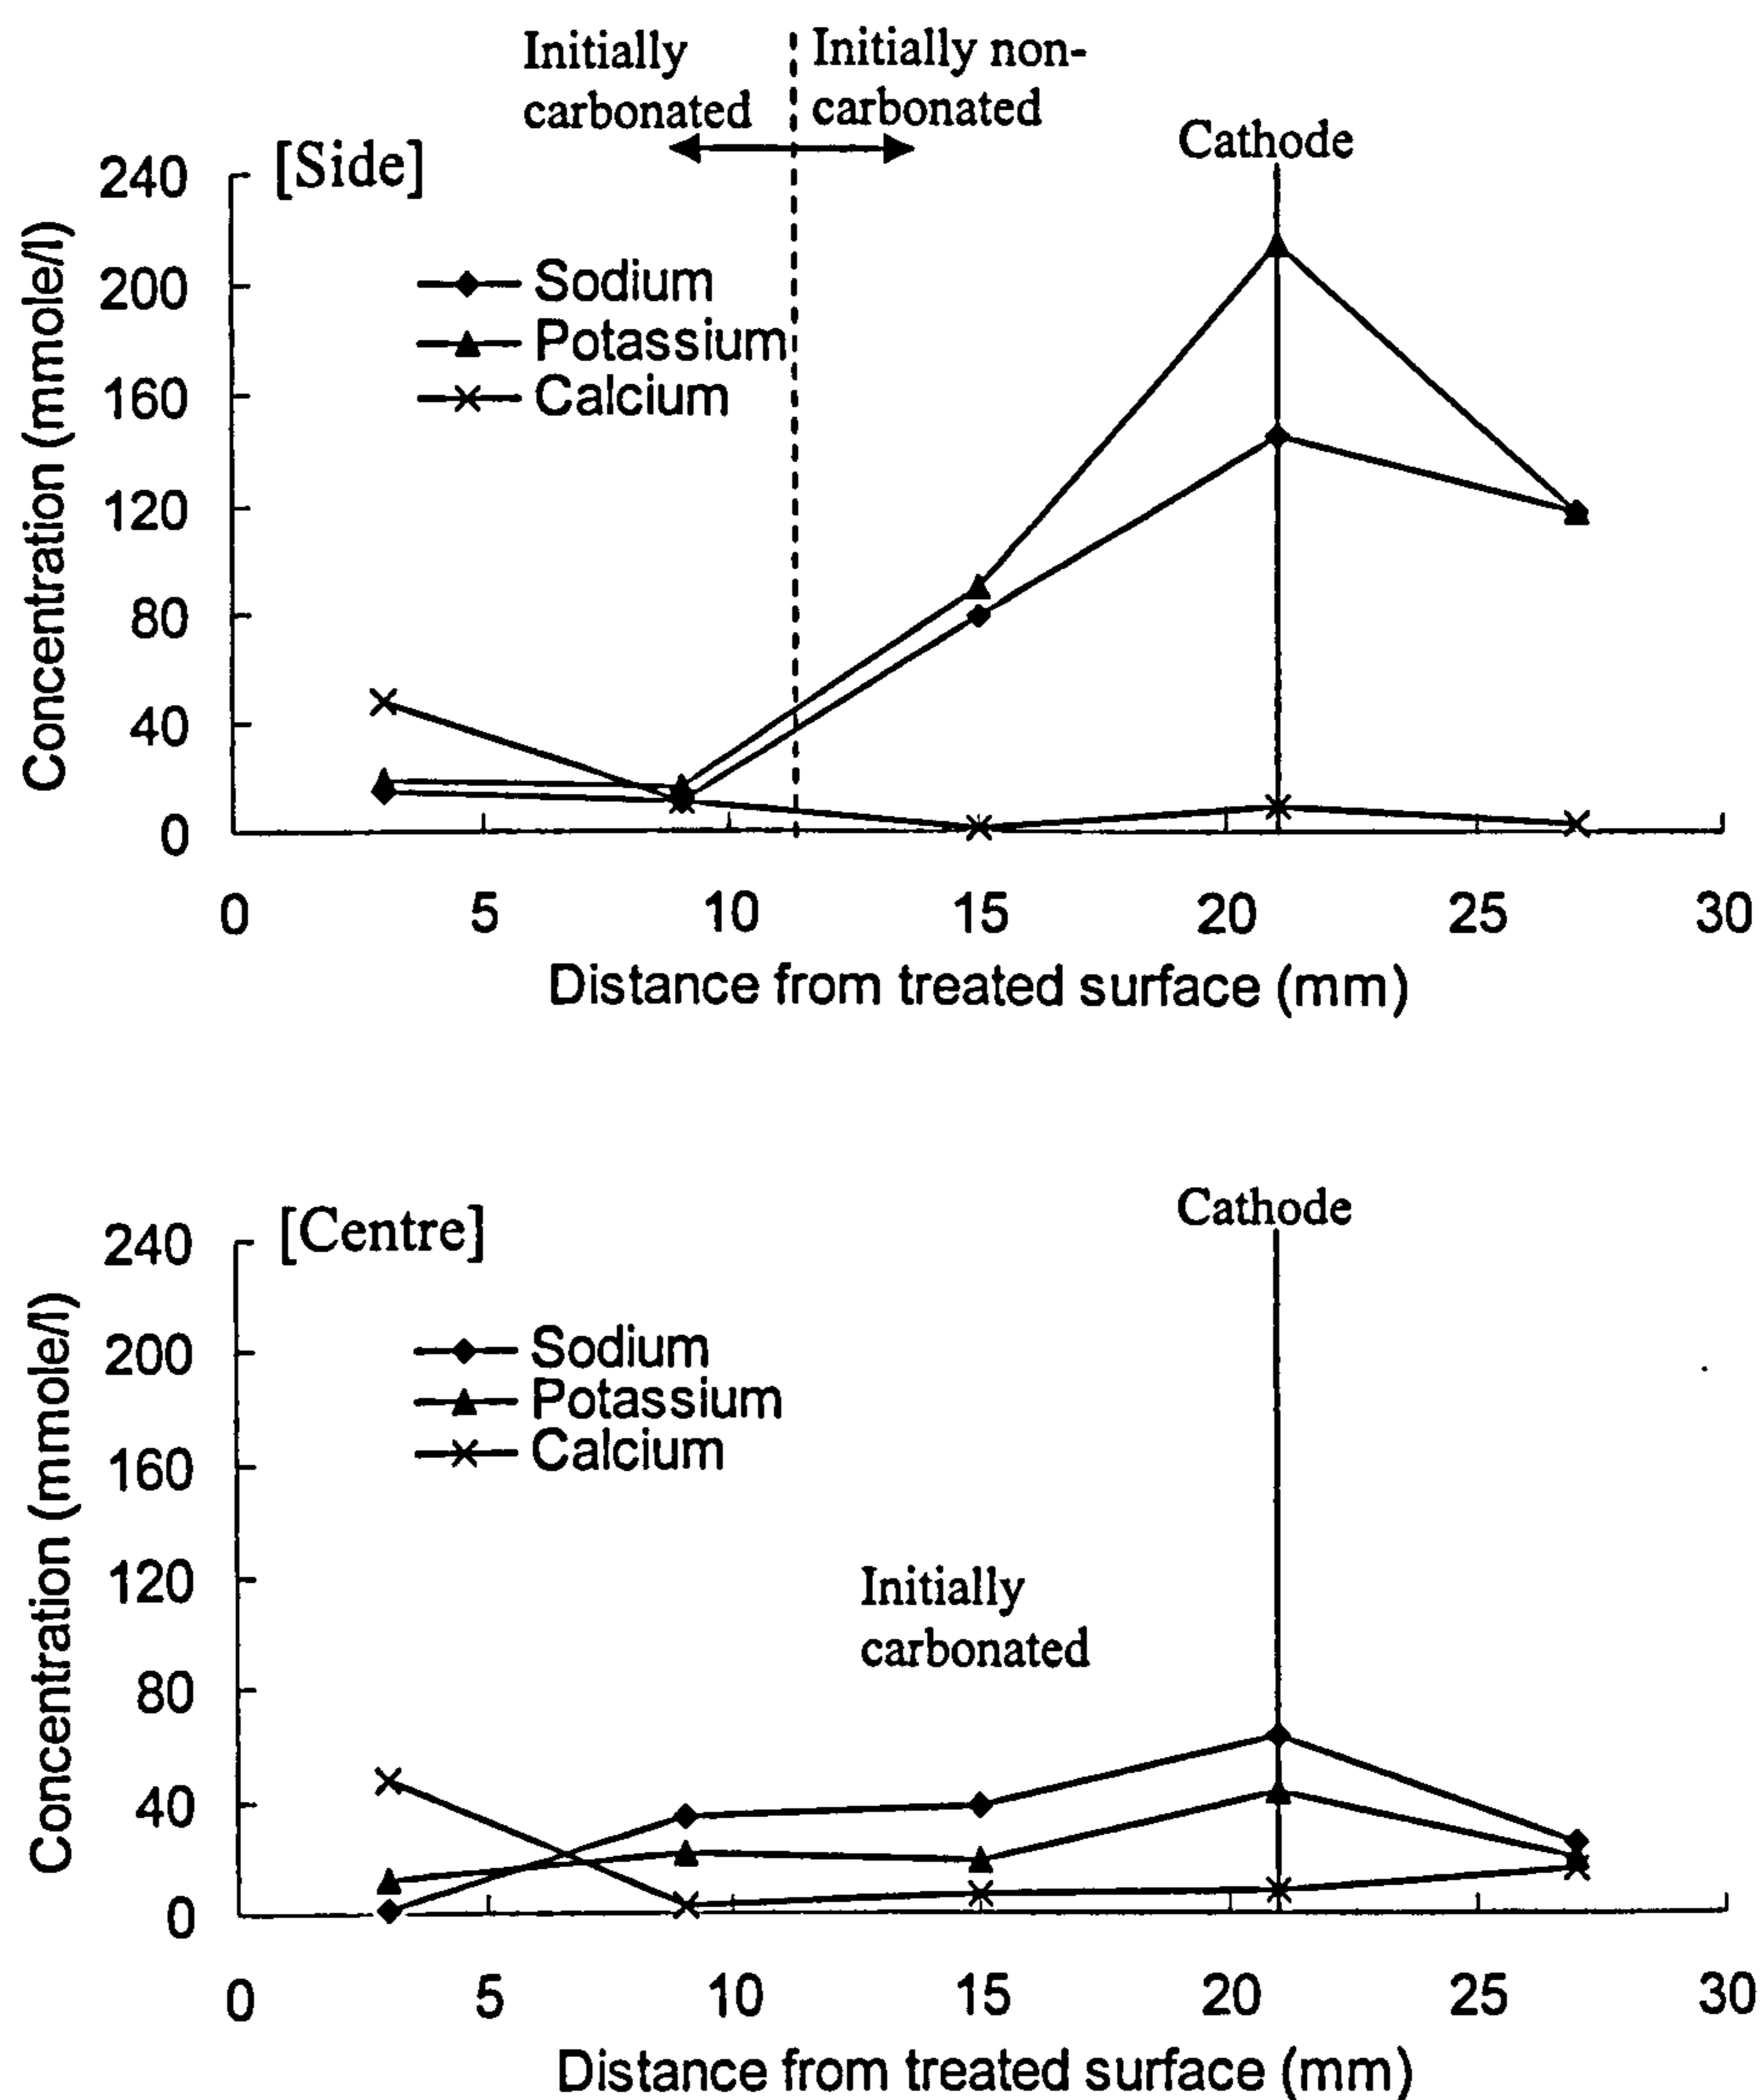 Initially
carbonated
Initially non-
carbonated
Cathode
[Side]
240
200
160
120
80
40
0
Concentration (mmole/l)
Sodium
Potassium
Calcium
0 5 10 15 20 25 30
Distance from treated surface (mm)
Cathode
[Centre]
240
200
160
120
80
40
0
Concentration (mmole/l)
Sodium
Potassium
Calcium
Initially
carbonated
0 5 10 15 20 25 30
Distance from treated surface (mm)